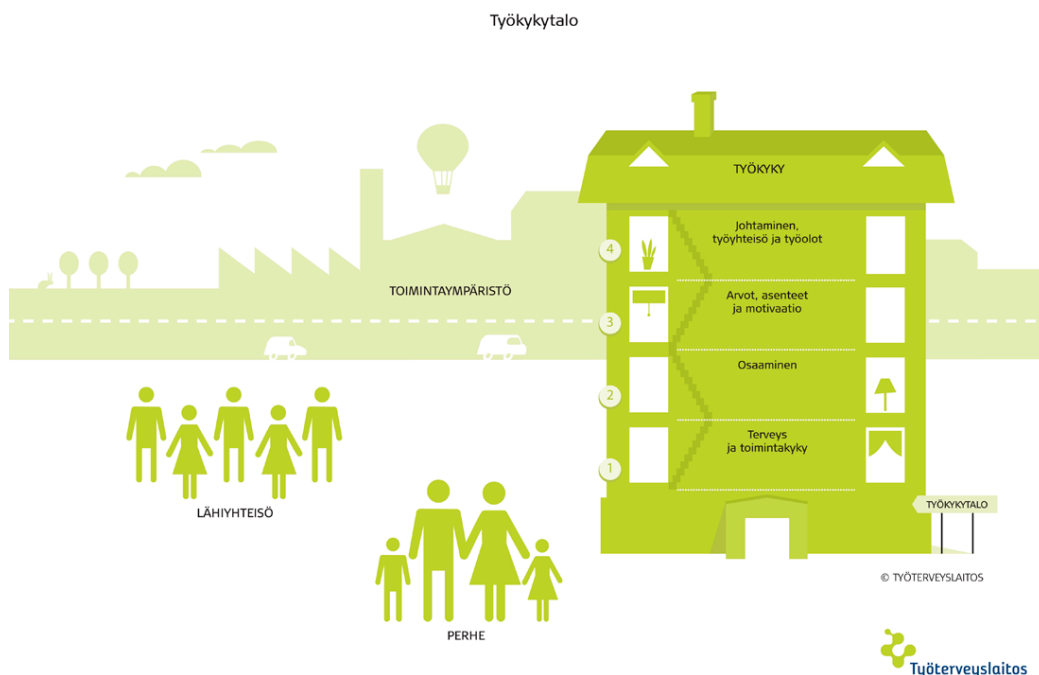 Työkykytalo
TYÖKYKY
4
Johtaminen,
työyhteisö ja työolot
TOIMINTAYMPÄRISTÖ
3
Arvot, asenteet
ja motivaatio
2
Osaaminen
1
Terveys
ja toimintakyky
LÄHIYHTEISÖ
TYÖKYKYTALO
PERHE
© TYÖTERVEYSLAITOS
Työterveyslaitos